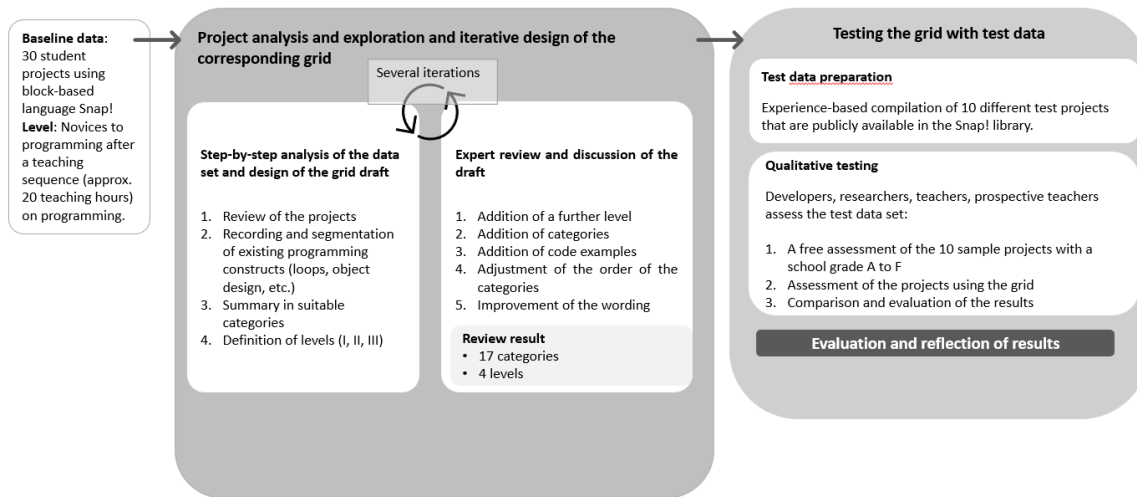 Baseline data:
30 student
projects using
block-based
language Snap!
Level: Novices to
programming after
a teaching
sequence (approx.
20 teaching hours)
on programming.
Project analysis and exploration and iterative design of the
corresponding grid
Several iterations
Step-by-step analysis of the data
set and design of the grid draft
1. Review of the projects
2. Recording and segmentation
of existing programming
constructs (loops, object
design, etc.)
3. Summary in suitable
categories
4. Definition of levels (I, II, III)
Expert review and discussion of the
draft
1. Addition of a further level
2. Addition of categories
3. Addition of code examples
4. Adjustment of the order of the
categories
5. Improvement of the wording
Review result
• 17 categories
• 4 levels
Testing the grid with test data
Test data preparation
Experience-based compilation of 10 different test projects
that are publicly available in the Snap! library.
Qualitative testing
Developers, researchers, teachers, prospective teachers
assess the test data set:
1. A free assessment of the 10 sample projects with a
school grade A to F
2. Assessment of the projects using the grid
3. Comparison and evaluation of the results
Evaluation and reflection of results